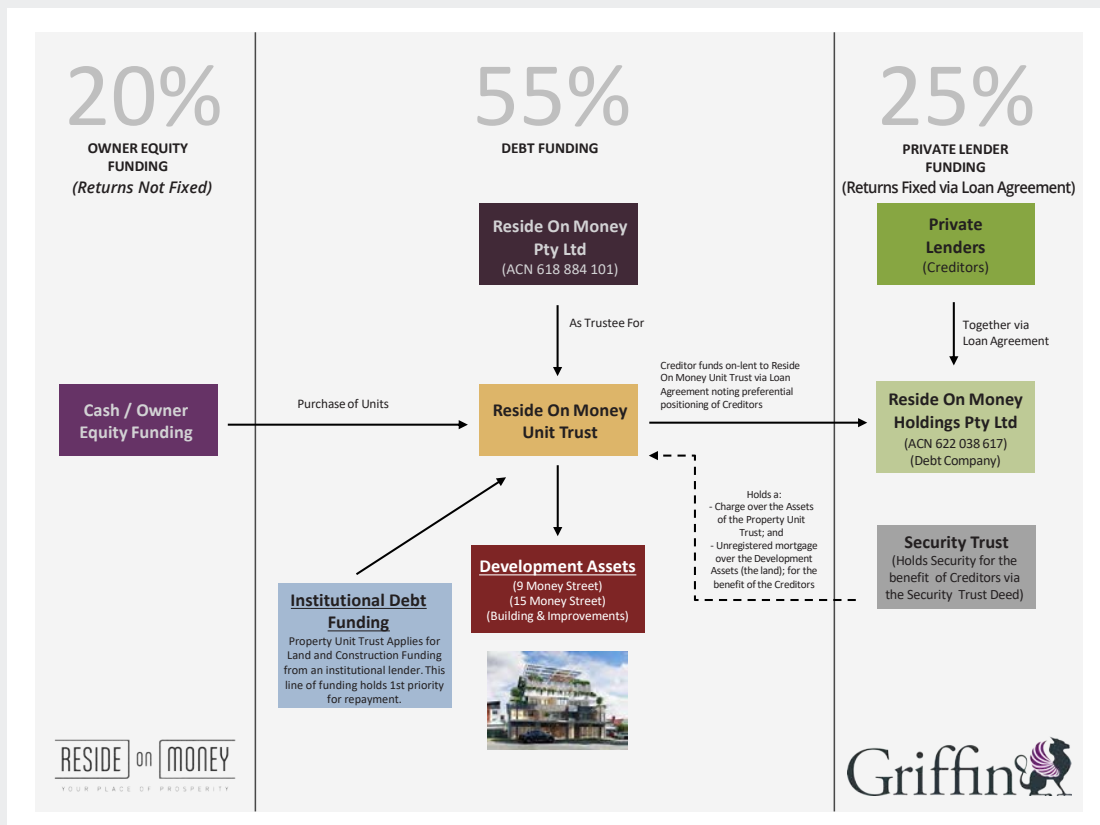 20%
OWNER EQUITY
FUNDING
(Returns Not Fixed)
55%
DEBT FUNDING
25%
PRIVATE LENDER
FUNDING
(Returns Fixed via Loan Agreement)
Reside On Money
Pty Ltd
(ACN 618 884 101)
Private
Lenders
(Creditors)
As Trustee For
Together via
Loan Agreement
Cash / Owner
Equity Funding
Purchase of Units
Reside On Money
Unit Trust
Creditor funds on-lent to Reside
On Money Unit Trust via Loan
Agreement noting preferential
positioning of Creditors
Reside On Money
Holdings Pty Ltd
(ACN 622 038 617)
(Debt Company)
Holds a:
- Charge over the Assets
of the Property Unit
Trust; and
- Unregistered mortgage
over the Development
Assets (the land); for the
benefit of the Creditors
Security Trust
(Holds Security for the
benefit of Creditors via
the Security Trust Deed)
Development Assets
(9 Money Street)
(15 Money Street)
(Building & Improvements)
Institutional Debt
Funding
Property Unit Trust Applies for
Land and Construction Funding
from an institutional lender. This
line of funding holds 1st priority
for repayment.
RESIDE on MONEY
YOUR PLACE OF PROSPERITY
Griffin